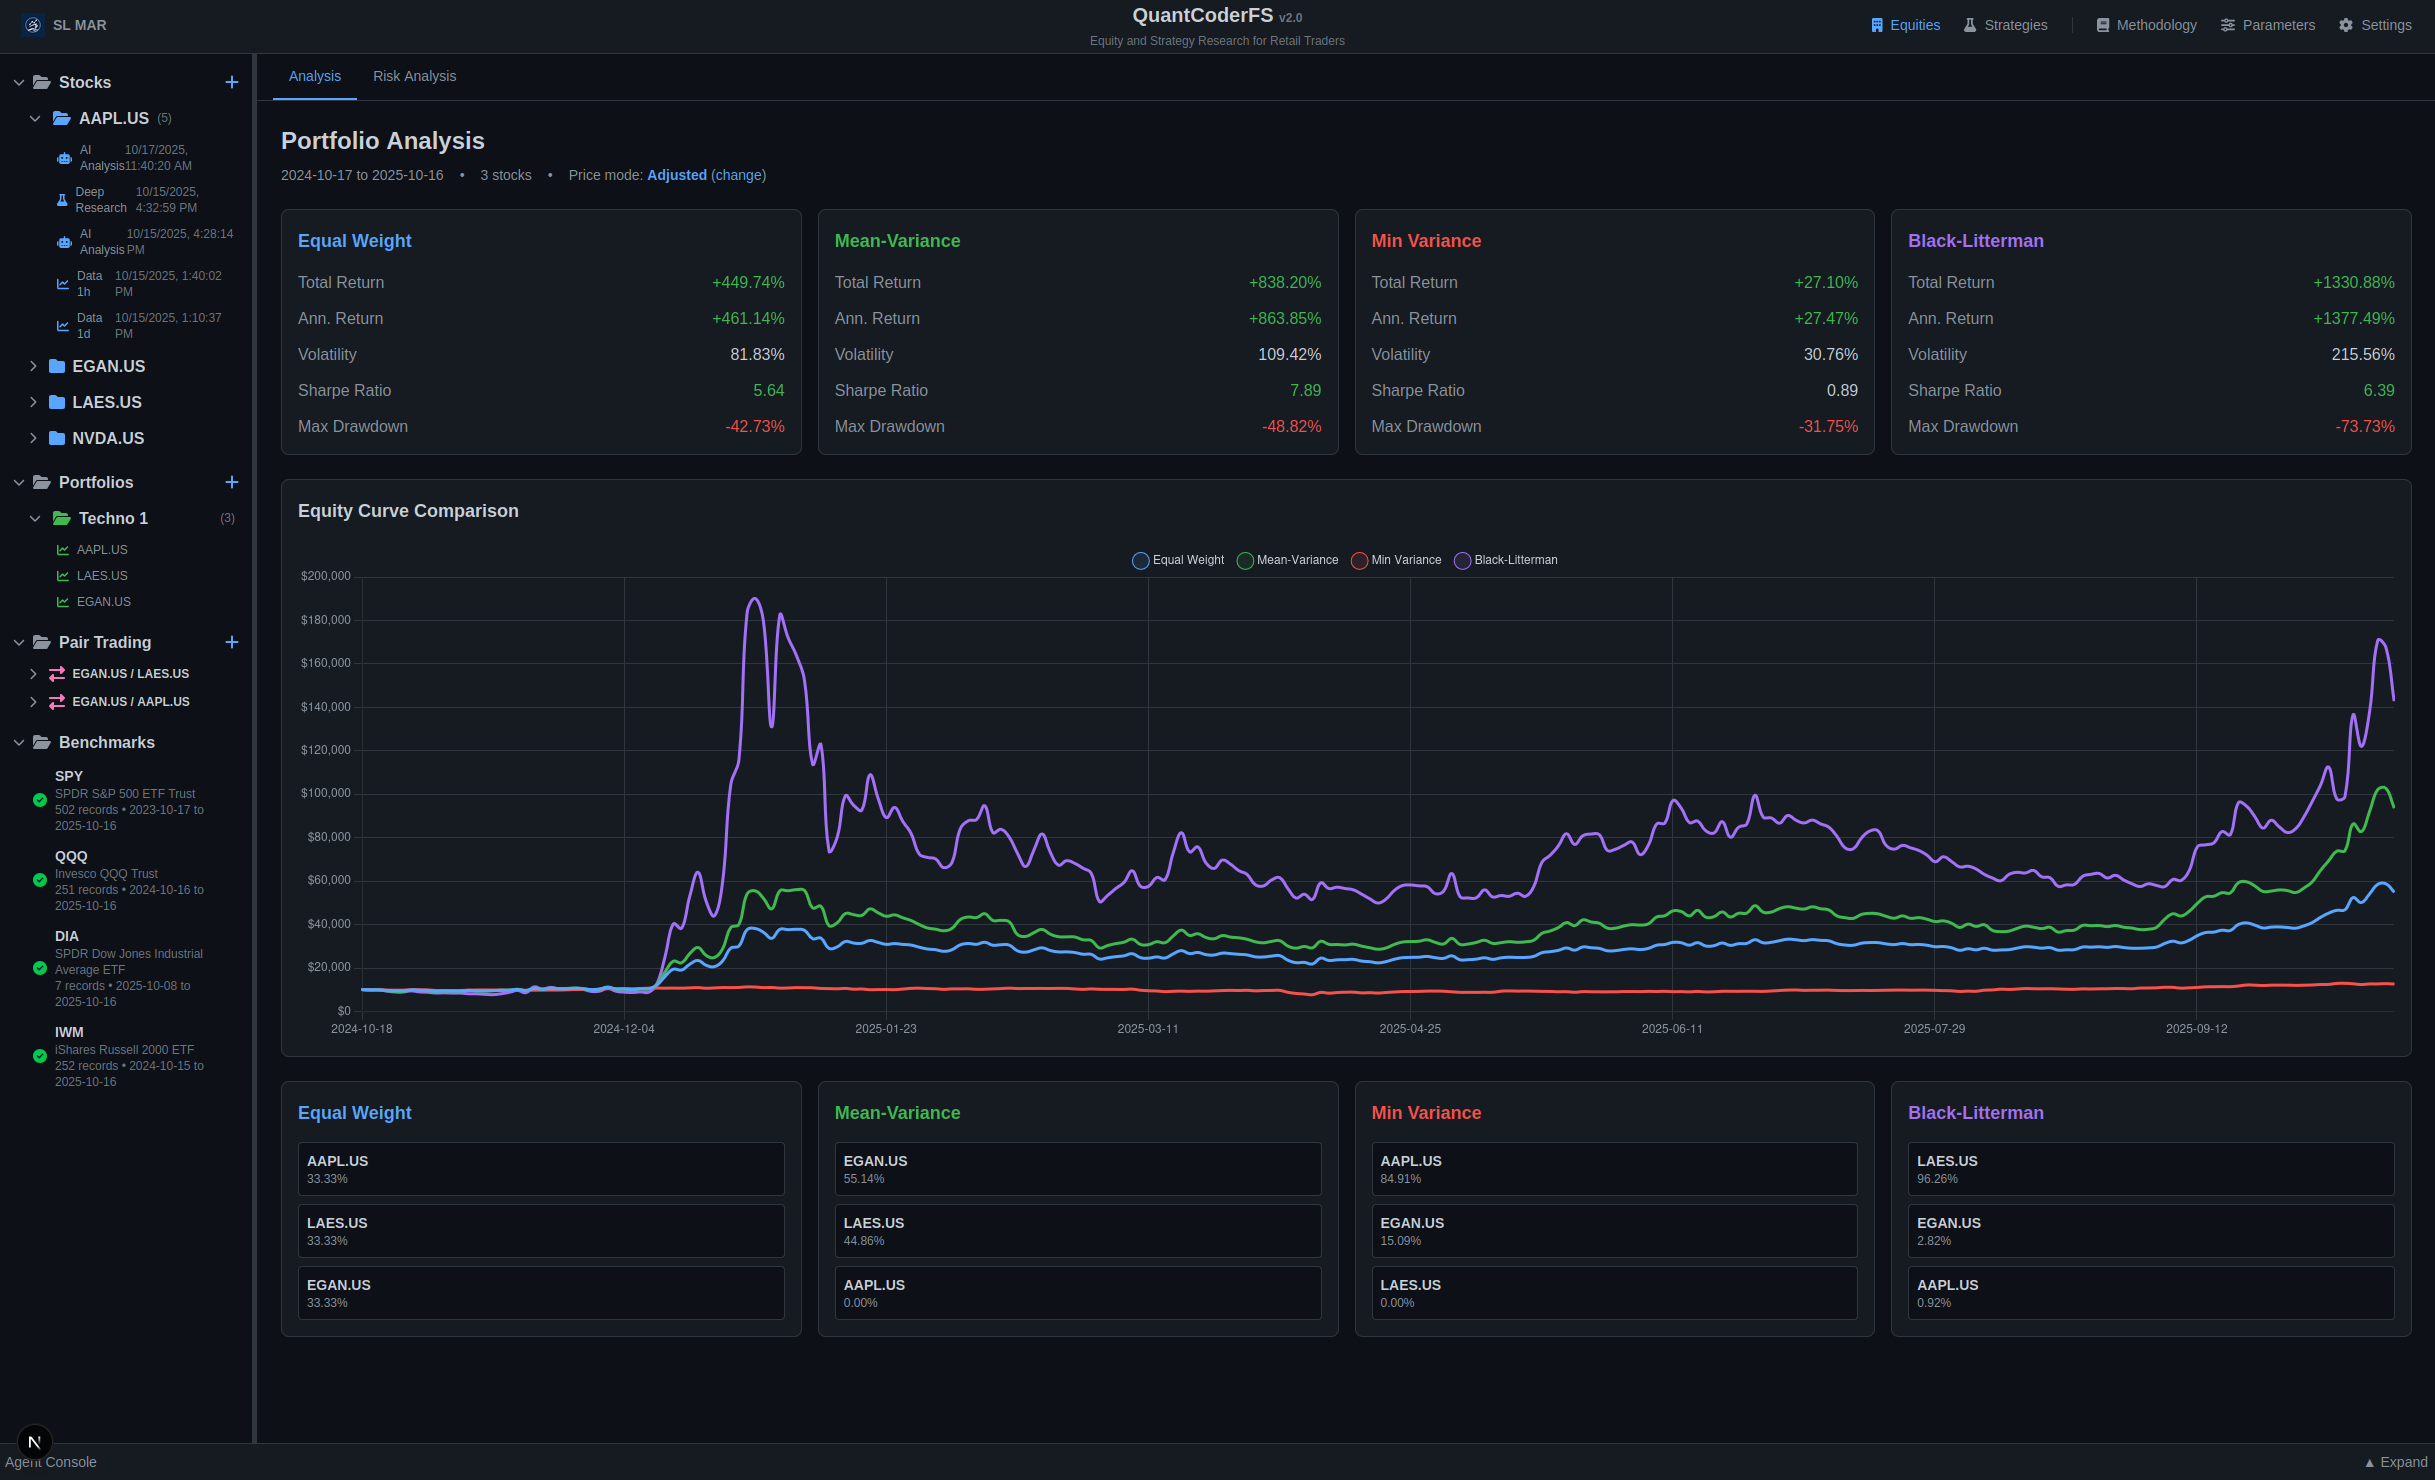 SL MAR
QuantCoderFS v2.0
Equity and Strategy Research for Retail Traders
Equities
Strategies
Methodology
Parameters
Settings
Stocks
AAPL.US (5)
AI Analysis 10/17/2025, 11:40:20 AM
Deep Research 10/15/2025, 4:32:59 PM
AI Analysis 10/15/2025, 4:28:14 PM
Data 1h 10/15/2025, 1:40:02 PM
Data 1d 10/15/2025, 1:10:37 PM
EGAN.US
LAES.US
NVDA.US
Portfolios
Techno 1 (3)
AAPL.US
LAES.US
EGAN.US
Pair Trading
EGAN.US / LAES.US
EGAN.US / AAPL.US
Benchmarks
SPY
SPDR S&P 500 ETF Trust
502 records • 2023-10-17 to
2025-10-16
QQQ
Invesco QQQ Trust
251 records • 2024-10-16 to
2025-10-16
DIA
SPDR Dow Jones Industrial
Average ETF
7 records • 2025-10-08 to
2025-10-16
IWM
iShares Russell 2000 ETF
252 records • 2024-10-15 to
2025-10-16
Analysis
Risk Analysis
Portfolio Analysis
2024-10-17 to 2025-10-16 • 3 stocks • Price mode: Adjusted (change)
Equal Weight
Total Return +449.74%
Ann. Return +461.14%
Volatility 81.83%
Sharpe Ratio 5.64
Max Drawdown -42.73%
Mean-Variance
Total Return +838.20%
Ann. Return +863.85%
Volatility 109.42%
Sharpe Ratio 7.89
Max Drawdown -48.82%
Min Variance
Total Return +27.10%
Ann. Return +27.47%
Volatility 30.76%
Sharpe Ratio 0.89
Max Drawdown -31.75%
Black-Litterman
Total Return +1330.88%
Ann. Return +1377.49%
Volatility 215.56%
Sharpe Ratio 6.39
Max Drawdown -73.73%
Equity Curve Comparison
Equal Weight
Mean-Variance
Min Variance
Black-Litterman
$200,000
$180,000
$160,000
$140,000
$120,000
$100,000
$80,000
$60,000
$40,000
$20,000
$0
2024-10-18
2024-12-04
2025-01-23
2025-03-11
2025-04-25
2025-06-11
2025-07-29
2025-09-12
Equal Weight
AAPL.US
33.33%
LAES.US
33.33%
EGAN.US
33.33%
Mean-Variance
EGAN.US
55.14%
LAES.US
44.86%
AAPL.US
0.00%
Min Variance
AAPL.US
84.91%
EGAN.US
15.09%
LAES.US
0.00%
Black-Litterman
LAES.US
96.26%
EGAN.US
2.82%
AAPL.US
0.92%
N
Agent Console
▲ Expand